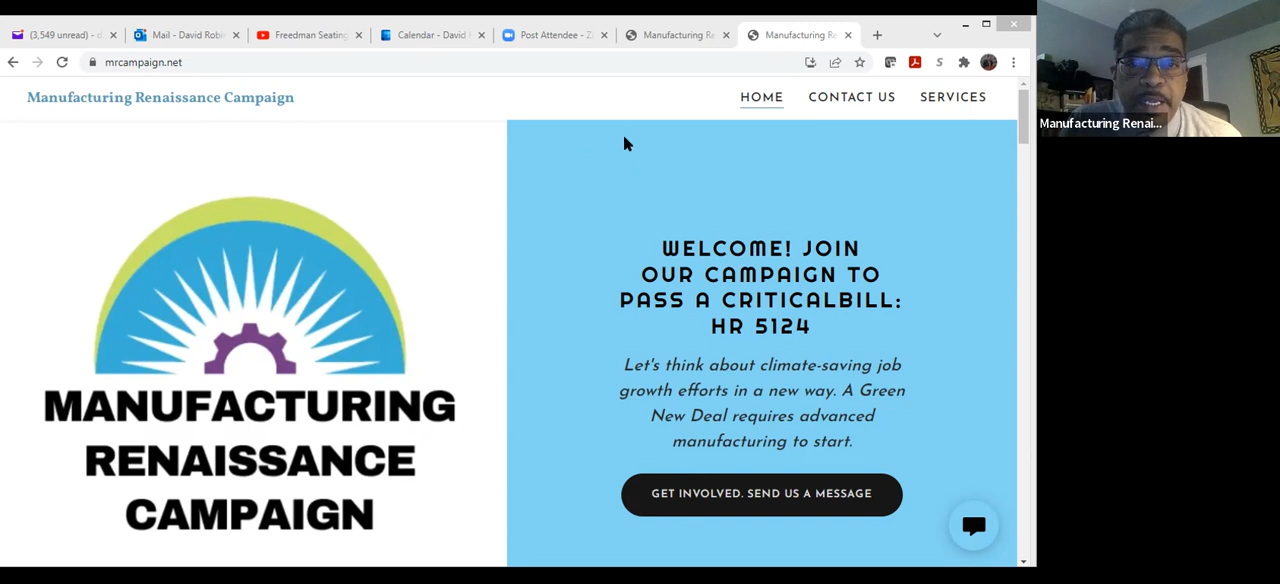 (3,549 unread) - d
Mail - David Robi
Freedman Seating
Calendar - David
Post Attendee - Z
Manufacturing Re
Manufacturing Re
mrcampaign.net
Manufacturing Renaissance Campaign
HOME
CONTACT US
SERVICES
Manufacturing Renai...
WELCOME! JOIN
OUR CAMPAIGN TO
PASS A CRITICALBILL:
HR 5124
Let's think about climate-saving job
growth efforts in a new way. A Green
New Deal requires advanced
manufacturing to start.
GET INVOLVED. SEND US A MESSAGE
MANUFACTURING
RENAISSANCE
CAMPAIGN